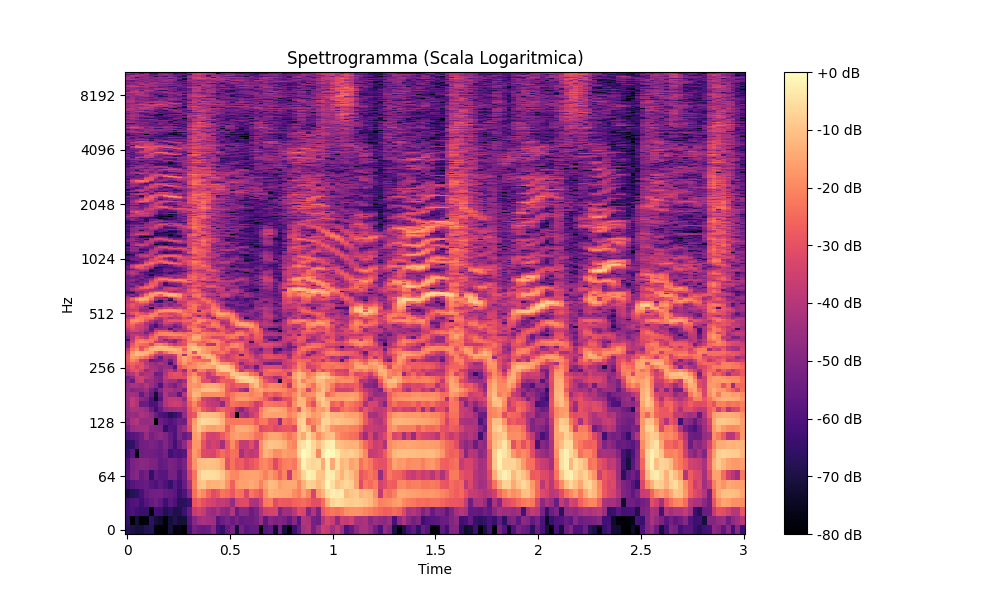 Spettrogramma (Scala Logaritmica)
Hz
8192
4096
2048
1024
512
256
128
64
0
0
0.5
1
1.5
2
2.5
3
Time
+0 dB
-10 dB
-20 dB
-30 dB
-40 dB
-50 dB
-60 dB
-70 dB
-80 dB